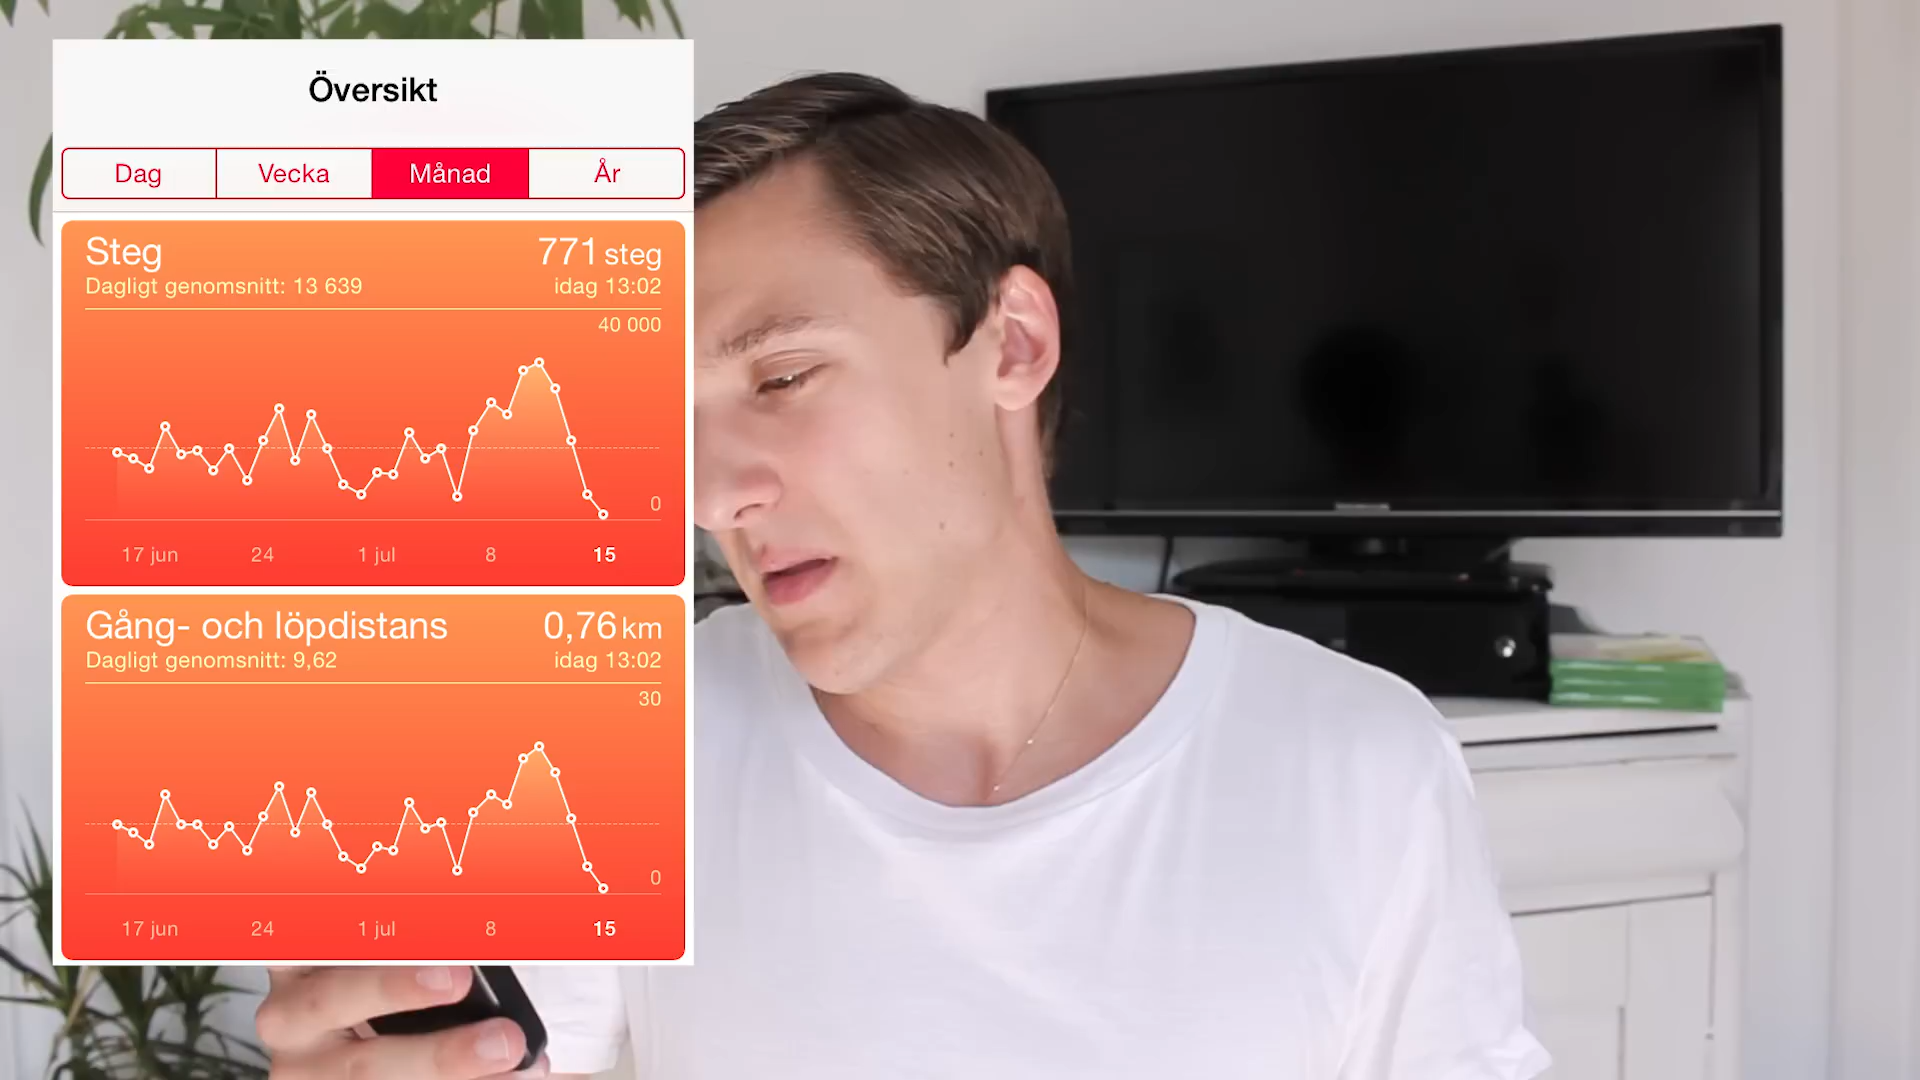 Översikt
Dag Vecka Månad År
Steg 771 steg
Dagligt genomsnitt: 13 639 idag 13:02
40 000
0
17 jun 24 1 jul 8 15
Gång- och löpdistans 0,76 km
Dagligt genomsnitt: 9,62 idag 13:02
30
0
17 jun 24 1 jul 8 15